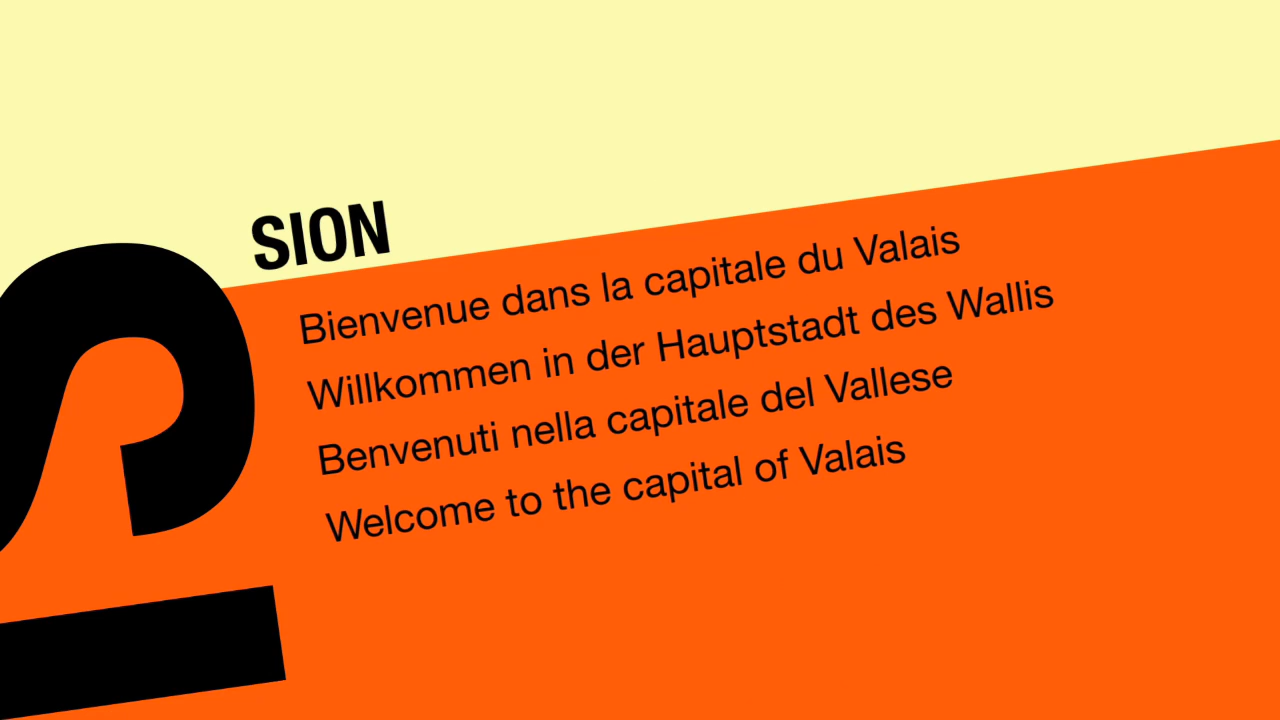 SION
Bienvenue dans la capitale du Valais
Willkommen in der Hauptstadt des Wallis
Benvenuti nella capitale del Vallese
Welcome to the capital of Valais